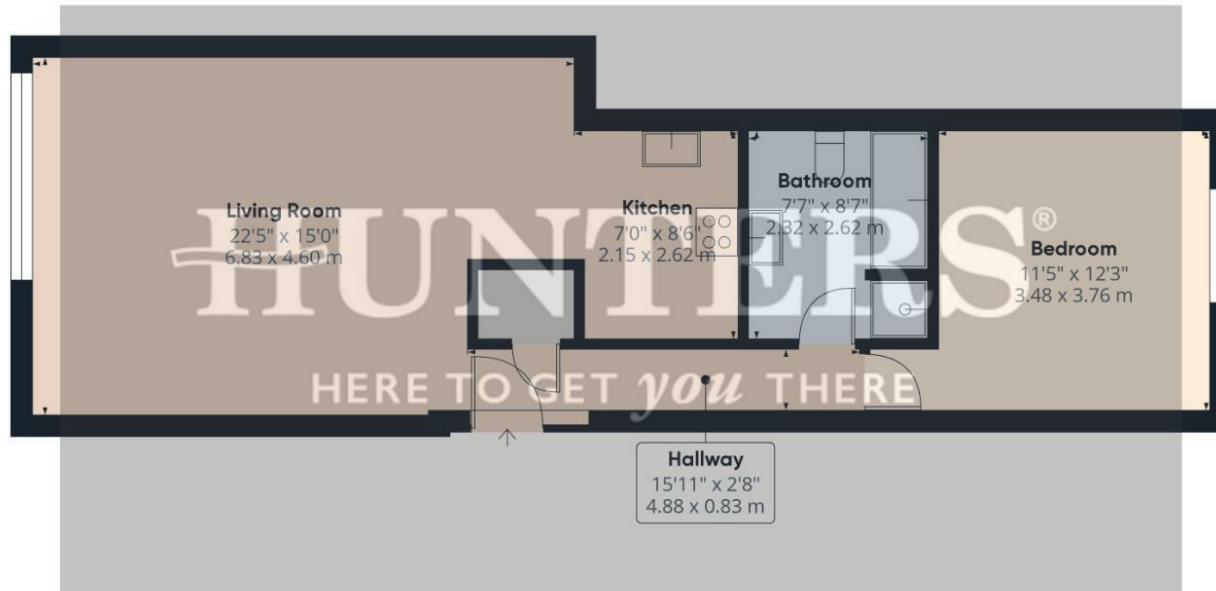 Living Room
22'5" x 15'0"
6.83 x 4.60 m
Kitchen
7'0" x 8'6"
2.15 x 2.62 m
Bathroom
7'7" x 8'7"
2.32 x 2.62 m
Bedroom
11'5" x 12'3"
3.48 x 3.76 m
HUNTERS®
HERE TO GET you THERE
Hallway
15'11" x 2'8"
4.88 x 0.83 m